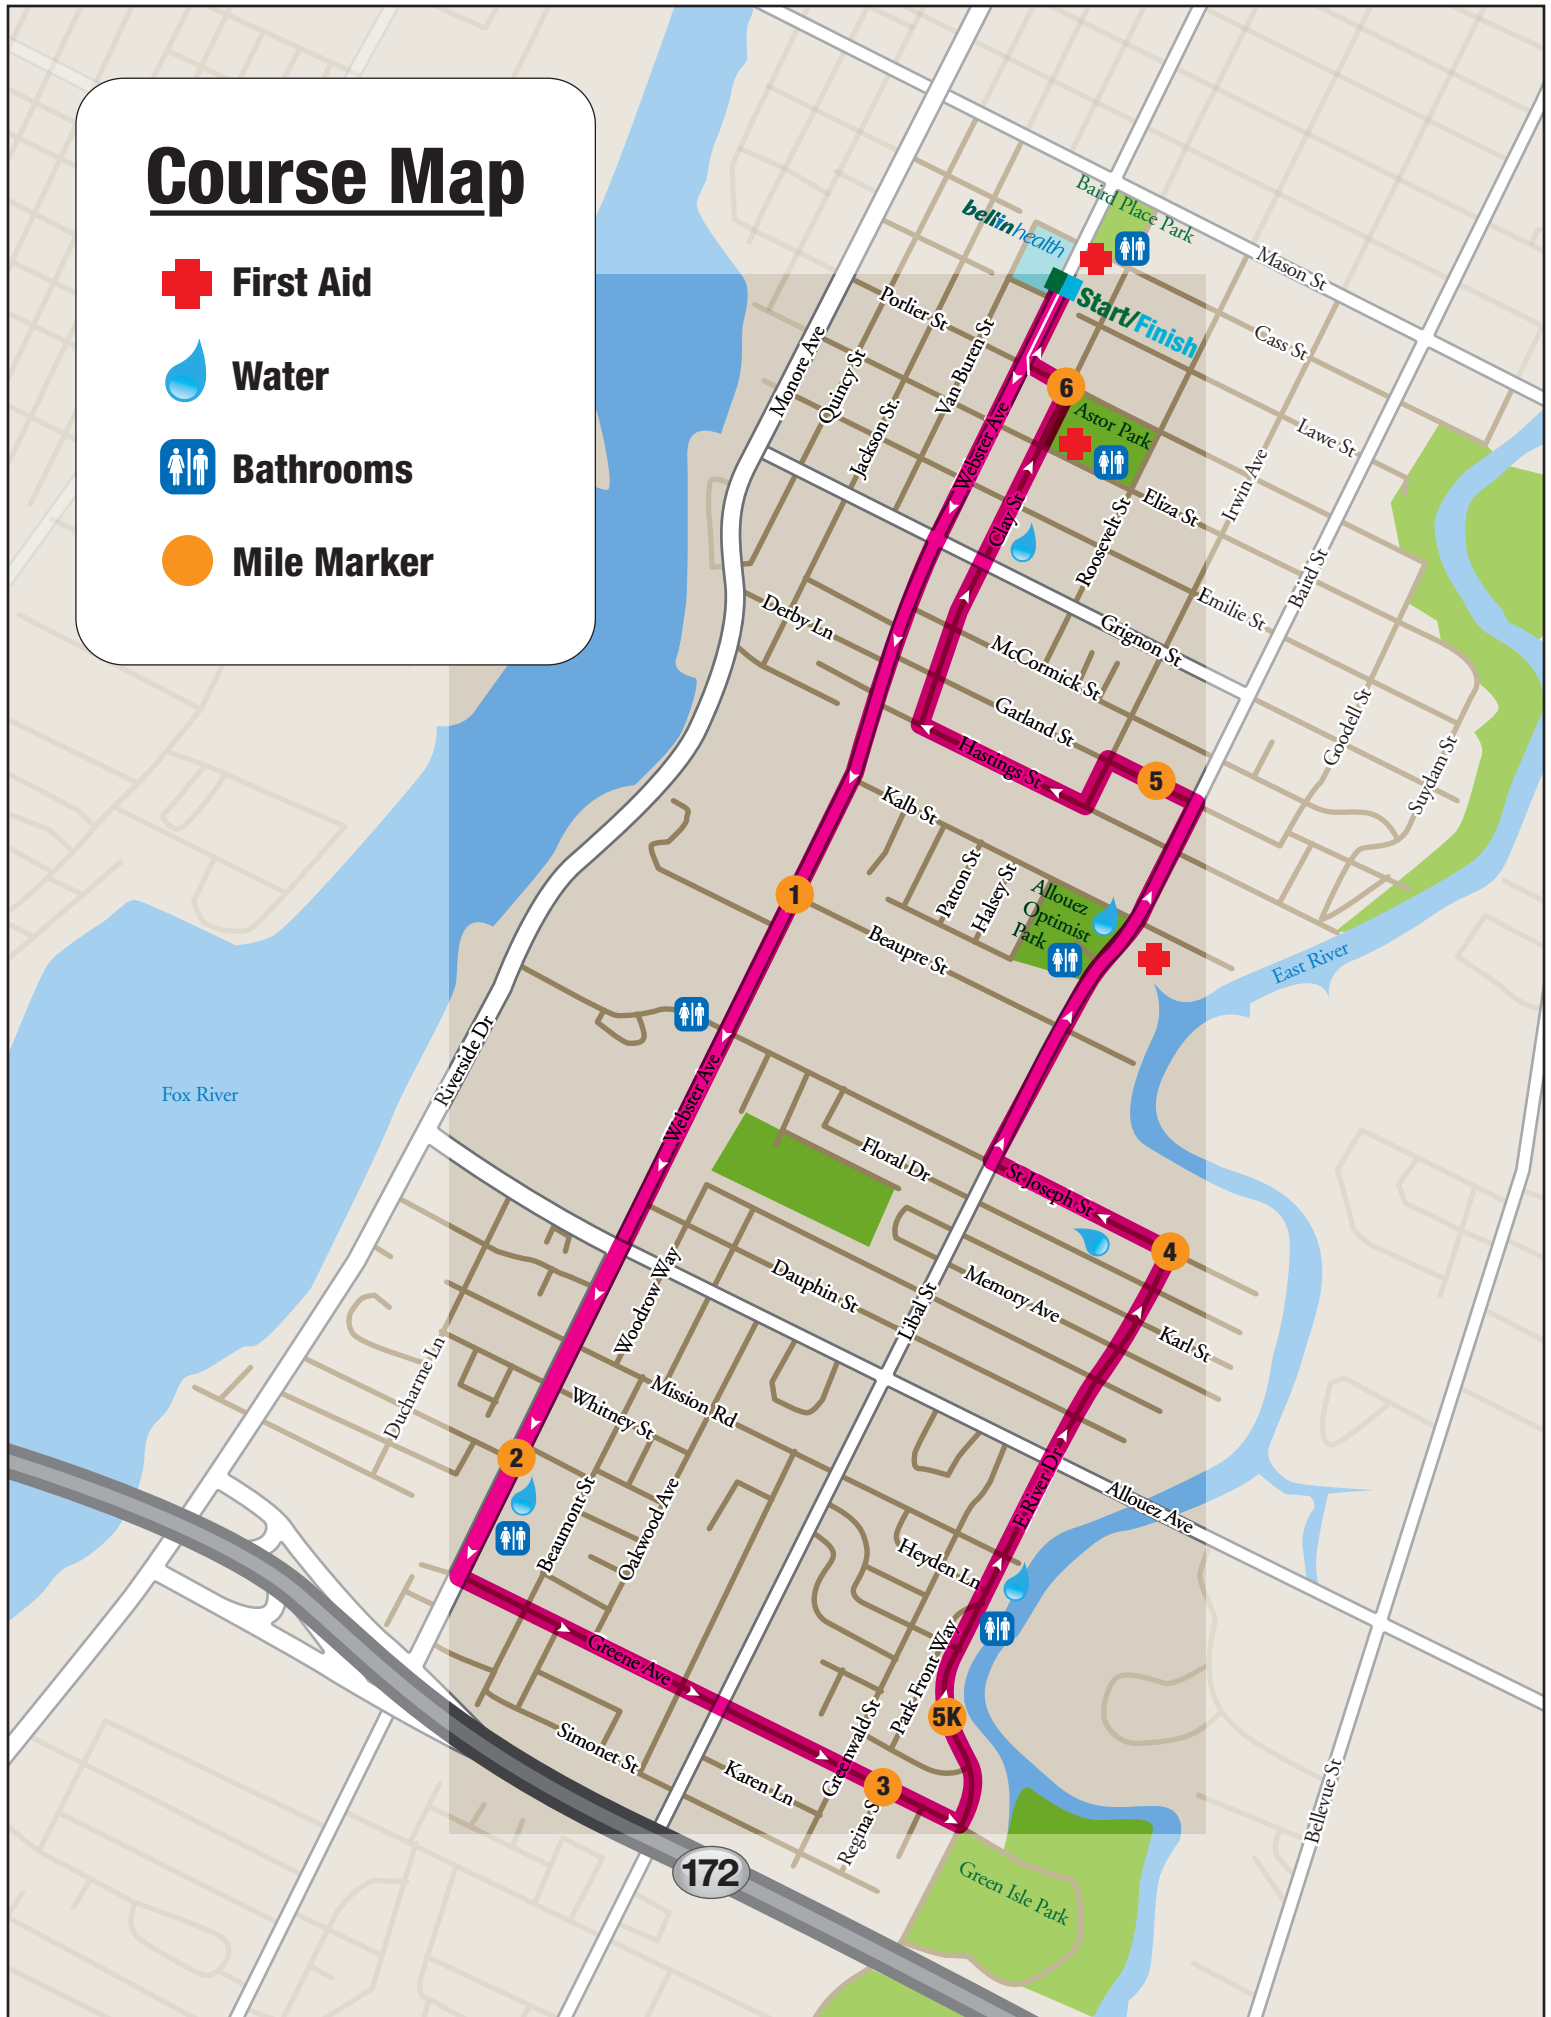 Course Map
First Aid
Water
Bathrooms
Mile Marker
Baird Place Park
bellinhealth
Mason St
Start/Finish
Porlier St
Cass St
Van Buren St
Monore Ave
Quincy St
Jackson St.
6
Astor Park
Webster Ave
Lawe St
Irwin Ave
Eliza St
Clay St
Roosevelt St
Baird St
Emilie St
Derby Ln
Grignon St
McCormick St
Garland St
Goodell St
Hastings St
5
Suydam St
Kalb St
Patton St
Halsey St
Allouez
Optimist
Park
1
Beaupre St
East River
Riverside Dr
Fox River
Webster Ave
Floral Dr
St Joseph St
4
Woodrow Way
Dauphin St
Memory Ave
Libal St
Karl St
Ducharme Ln
Mission Rd
Whitney St
2
Beaumont St
Oakwood Ave
E River Dr
Allouez Ave
Heyden Ln
Park Front Way
Greene Ave
5K
Greenwald St
Simonet St
Karen Ln
3
Regina S
Bellevue St
172
Green Isle Park